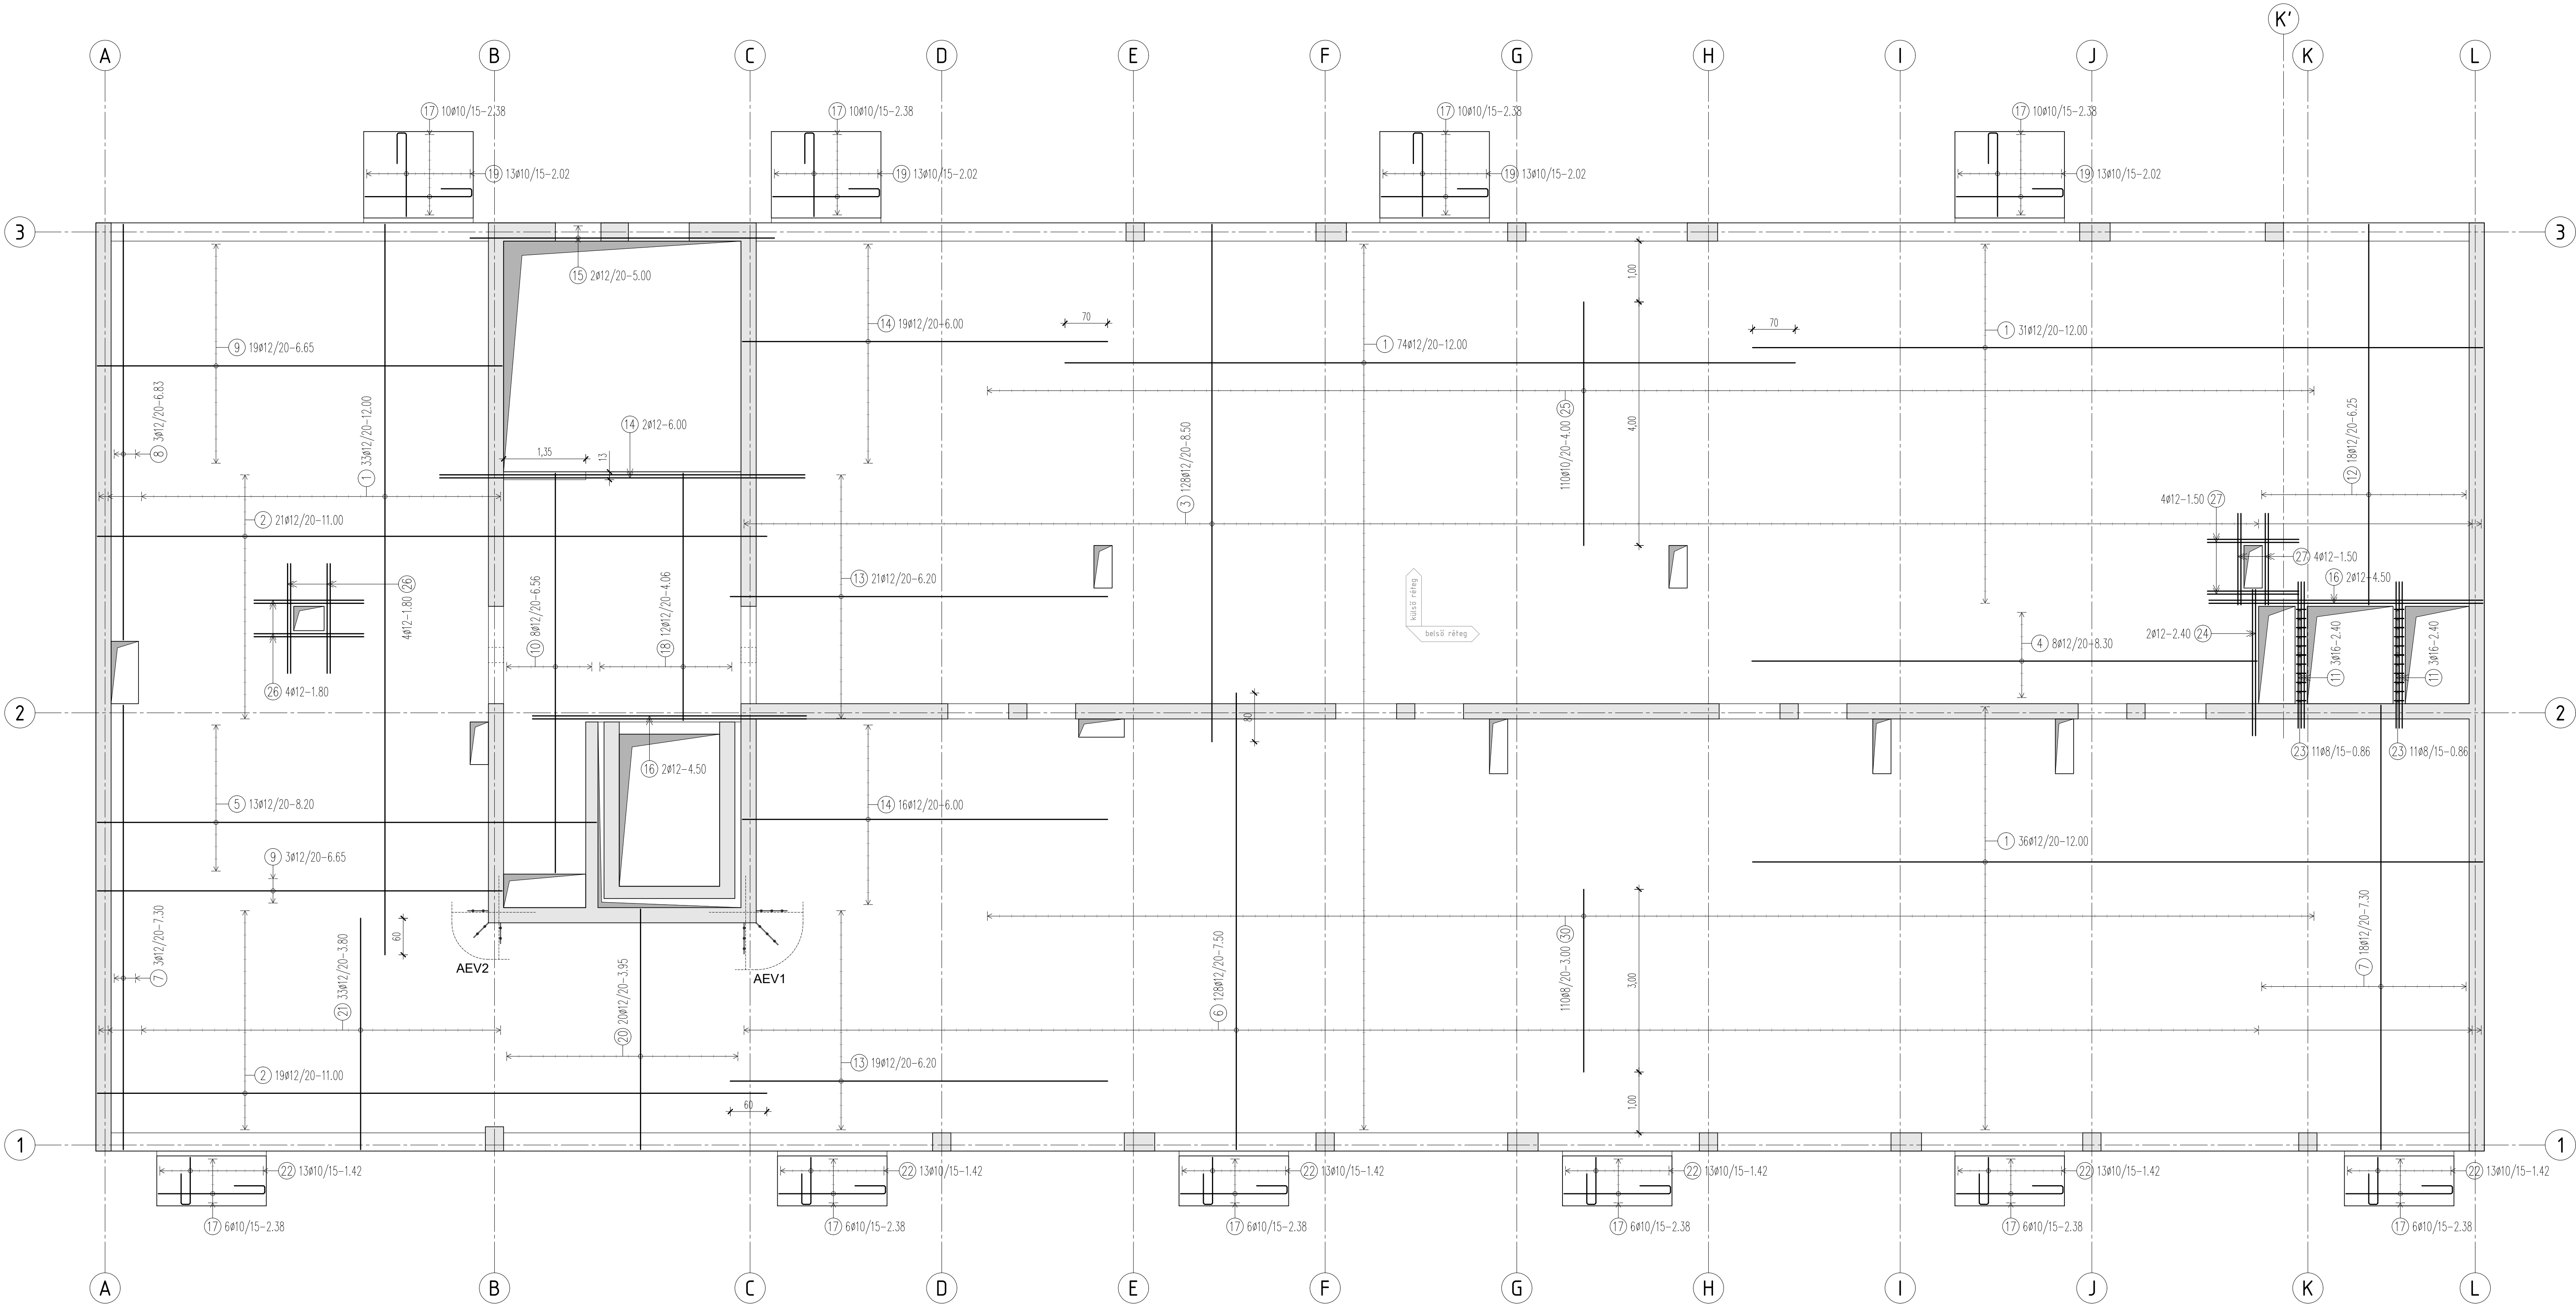 K'
A B C D E F G H I J K L
17 10ø10/15-2.38
17 10ø10/15-2.38
17 10ø10/15-2.38
17 10ø10/15-2.38
19 13ø10/15-2.02
19 13ø10/15-2.02
19 13ø10/15-2.02
19 13ø10/15-2.02
3
3
15 2ø12/20-5.00
1,00
14 19ø12/20-6.00
70
70
1 31ø12/20-12.00
9 19ø12/20-6.65
1 74ø12/20-12.00
8 3ø12/20-6.83
1 33ø12/20-12.00
14 2ø12-6.00
1,35
13
3 128ø12/20-8.50
110ø10/20-4.00 25
4,00
12 18ø12/20-6.25
2 21ø12/20-11.00
4ø12-1.50 27
27 4ø12-1.50
16 2ø12-4.50
4ø12-1.80 26
10 8ø12/20-6.56
18 12ø12/20-4.06
13 21ø12/20-6.20
külső réteg
belső réteg
2ø12-2.40 24
4 8ø12/20-8.30
11 3ø16-2.40
11 3ø16-2.40
26 4ø12-1.80
2
2
80
23 11ø8/15-0.86
23 11ø8/15-0.86
16 2ø12-4.50
5 13ø12/20-8.20
14 16ø12/20-6.00
1 36ø12/20-12.00
9 3ø12/20-6.65
7 3ø12/20-7.30
60
AEV2
AEV1
21 33ø12/20-3.80
20 20ø12/20-3.95
6 128ø12/20-7.50
110ø8/20-3.00 30
3,00
7 18ø12/20-7.30
2 19ø12/20-11.00
13 19ø12/20-6.20
60
1,00
1
1
22 13ø10/15-1.42
22 13ø10/15-1.42
22 13ø10/15-1.42
22 13ø10/15-1.42
22 13ø10/15-1.42
22 13ø10/15-1.42
17 6ø10/15-2.38
17 6ø10/15-2.38
17 6ø10/15-2.38
17 6ø10/15-2.38
17 6ø10/15-2.38
17 6ø10/15-2.38
A B C D E F G H I J K L